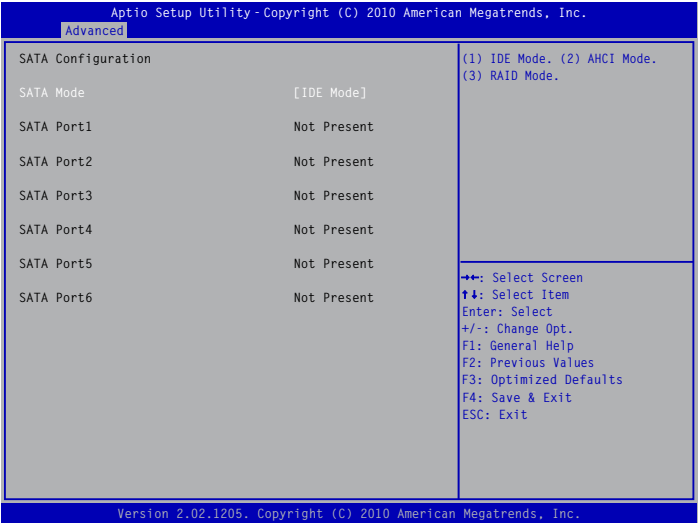 Aptio Setup Utility - Copyright (C) 2010 American Megatrends, Inc.
Advanced
SATA Configuration
SATA Mode [IDE Mode]
SATA Port1 Not Present
SATA Port2 Not Present
SATA Port3 Not Present
SATA Port4 Not Present
SATA Port5 Not Present
SATA Port6 Not Present
(1) IDE Mode. (2) AHCI Mode.
(3) RAID Mode.
→←: Select Screen
↑↓: Select Item
Enter: Select
+/-: Change Opt.
F1: General Help
F2: Previous Values
F3: Optimized Defaults
F4: Save & Exit
ESC: Exit
Version 2.02.1205. Copyright (C) 2010 American Megatrends, Inc.